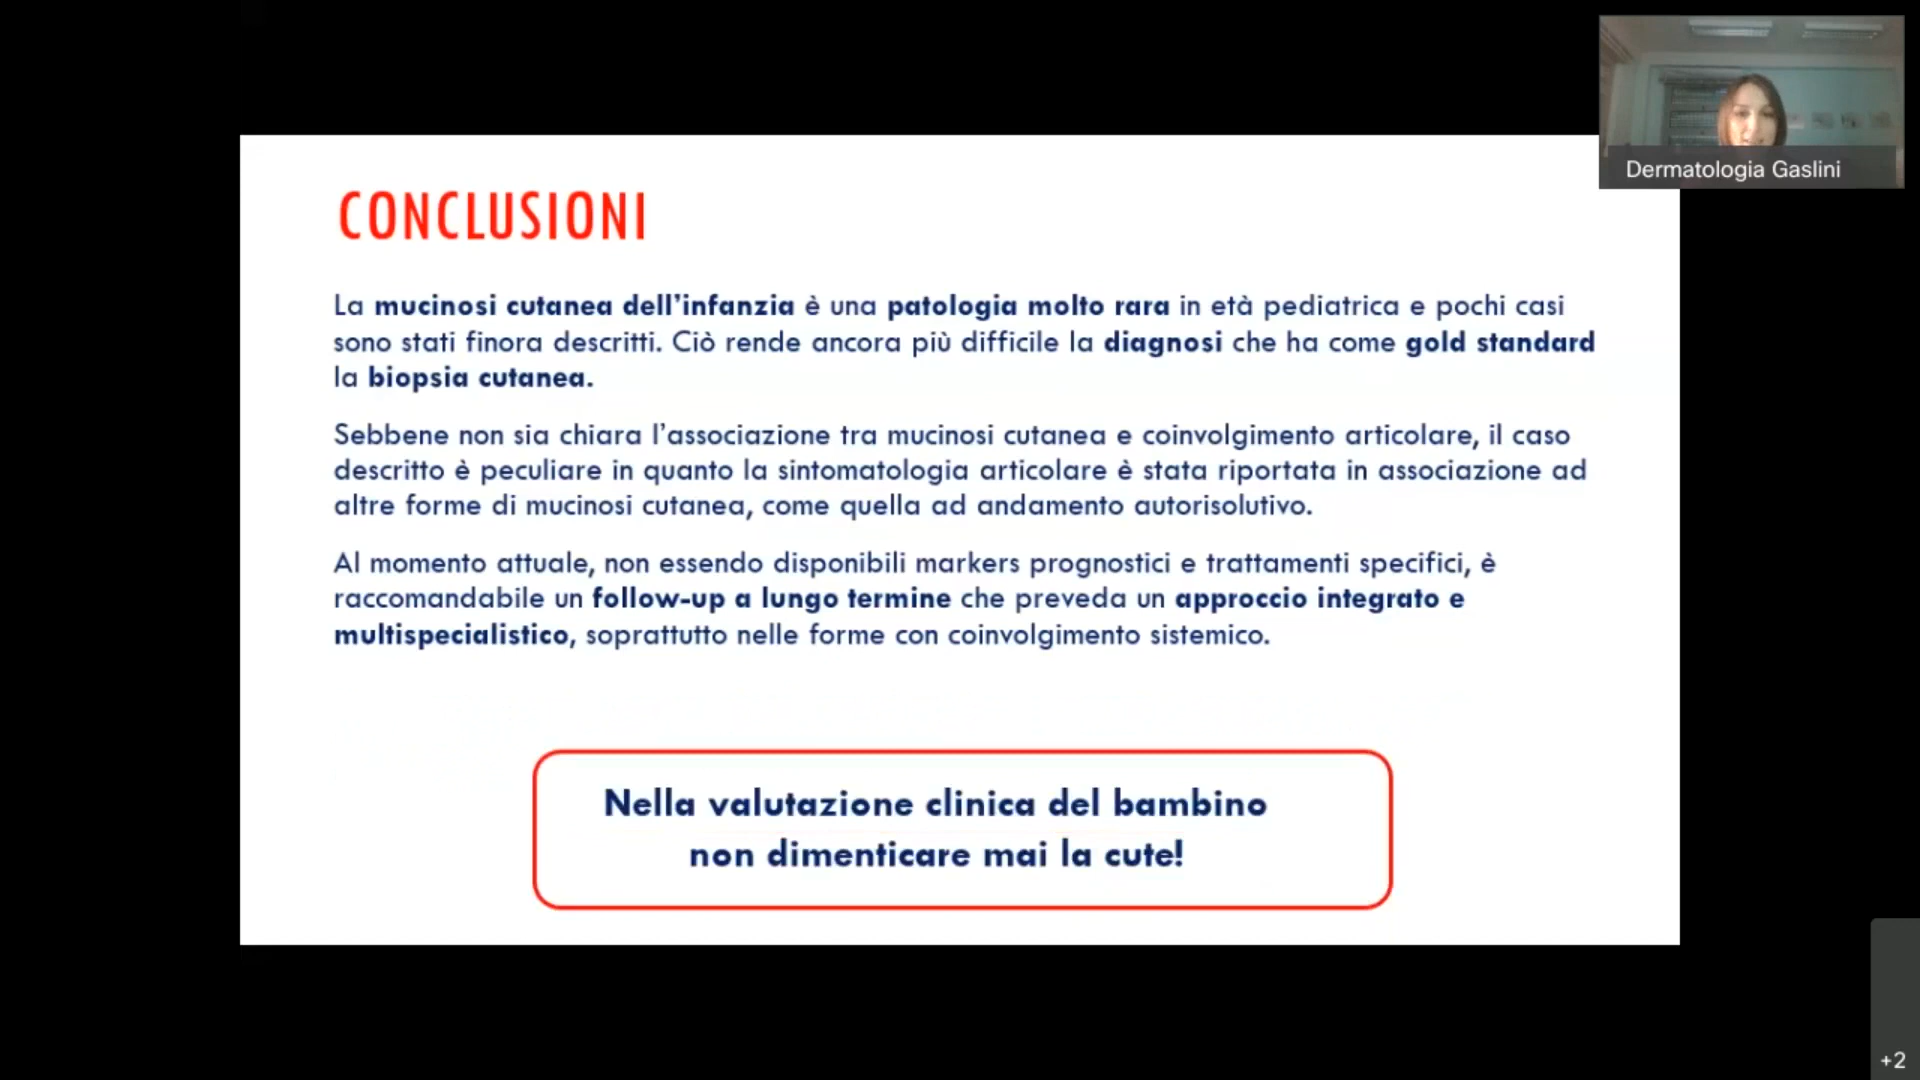 Dermatologia Gaslini
CONCLUSIONI
La mucinosi cutanea dell'infanzia è una patologia molto rara in età pediatrica e pochi casi
sono stati finora descritti. Ciò rende ancora più difficile la diagnosi che ha come gold standard
la biopsia cutanea.
Sebbene non sia chiara l'associazione tra mucinosi cutanea e coinvolgimento articolare, il caso
descritto è peculiare in quanto la sintomatologia articolare è stata riportata in associazione ad
altre forme di mucinosi cutanea, come quella ad andamento autorisolutivo.
Al momento attuale, non essendo disponibili markers prognostici e trattamenti specifici, è
raccomandabile un follow-up a lungo termine che preveda un approccio integrato e
multispecialistico, soprattutto nelle forme con coinvolgimento sistemico.
Nella valutazione clinica del bambino
non dimenticare mai la cute!
+2